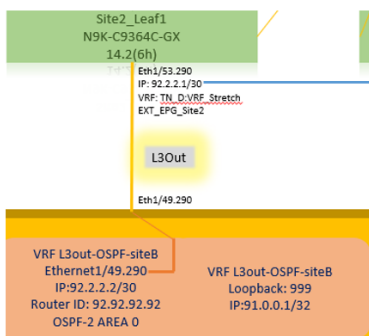 Site2_Leaf1
N9K-C9364C-GX
14.2(6h)
Eth1/53.290
IP: 92.2.2.1/30
VRF: TN_D:VRF_Stretch
EXT_EPG_Site2
L3Out
Eth1/49.290
VRF L3out-OSPF-siteB
Ethernet1/49.290
IP:92.2.2.2/30
Router ID: 92.92.92.92
OSPF-2 AREA 0
VRF L3out-OSPF-siteB
Loopback: 999
IP:91.0.0.1/32